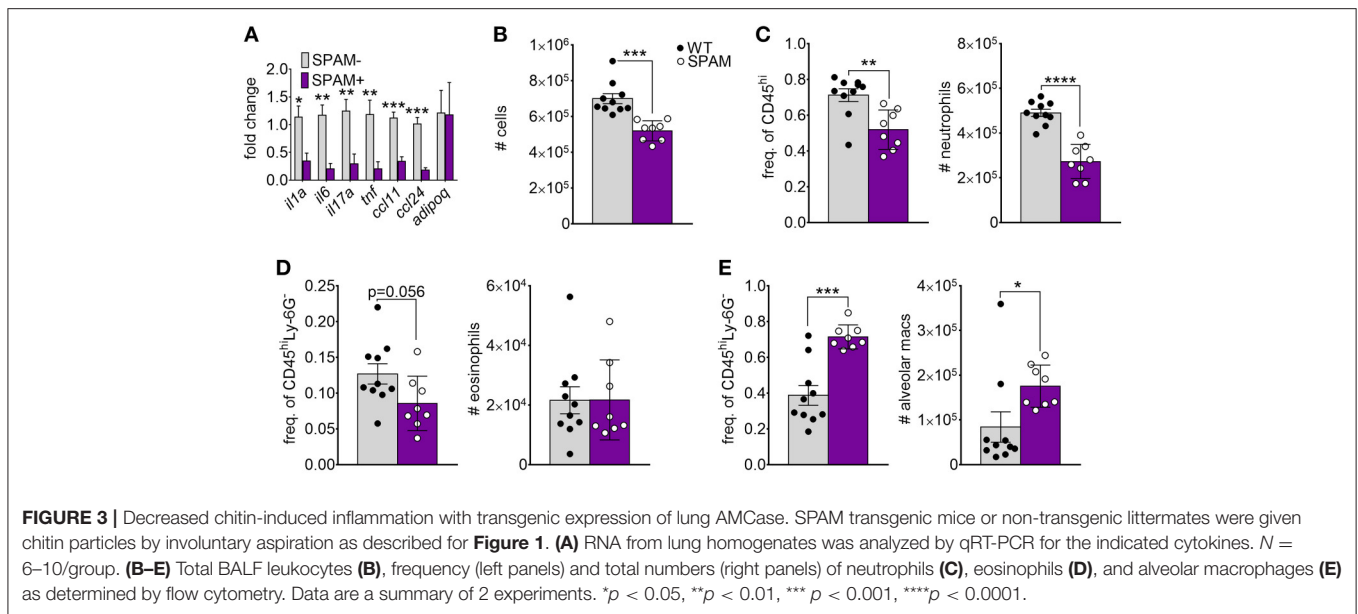 A
SPAM-
SPAM+
fold change
1.5
1.0
0.5
0.0
*
**
**
**
***
***
il1a
il6
il17a
tnf
ccl11
ccl24
adipoq
B
WT
SPAM
# cells
1×10⁶
8×10⁵
6×10⁵
4×10⁵
2×10⁵
0
***
C
freq. of CD45ʰⁱ
1.0
0.8
0.6
0.4
0.2
0.0
**
# neutrophils
8×10⁵
6×10⁵
4×10⁵
2×10⁵
0
****
D
freq. of CD45ʰⁱLy-6G⁻
0.25
0.20
0.15
0.10
0.05
0.00
p=0.056
# eosinophils
6×10⁴
4×10⁴
2×10⁴
0
E
freq. of CD45ʰⁱLy-6G⁻
1.0
0.8
0.6
0.4
0.2
0.0
***
# alveolar macs
4×10⁵
3×10⁵
2×10⁵
1×10⁵
0
*
FIGURE 3 | Decreased chitin-induced inflammation with transgenic expression of lung AMCase. SPAM transgenic mice or non-transgenic littermates were given
chitin particles by involuntary aspiration as described for Figure 1. (A) RNA from lung homogenates was analyzed by qRT-PCR for the indicated cytokines. N =
6–10/group. (B–E) Total BALF leukocytes (B), frequency (left panels) and total numbers (right panels) of neutrophils (C), eosinophils (D), and alveolar macrophages (E)
as determined by flow cytometry. Data are a summary of 2 experiments. *p < 0.05, **p < 0.01, *** p < 0.001, ****p < 0.0001.